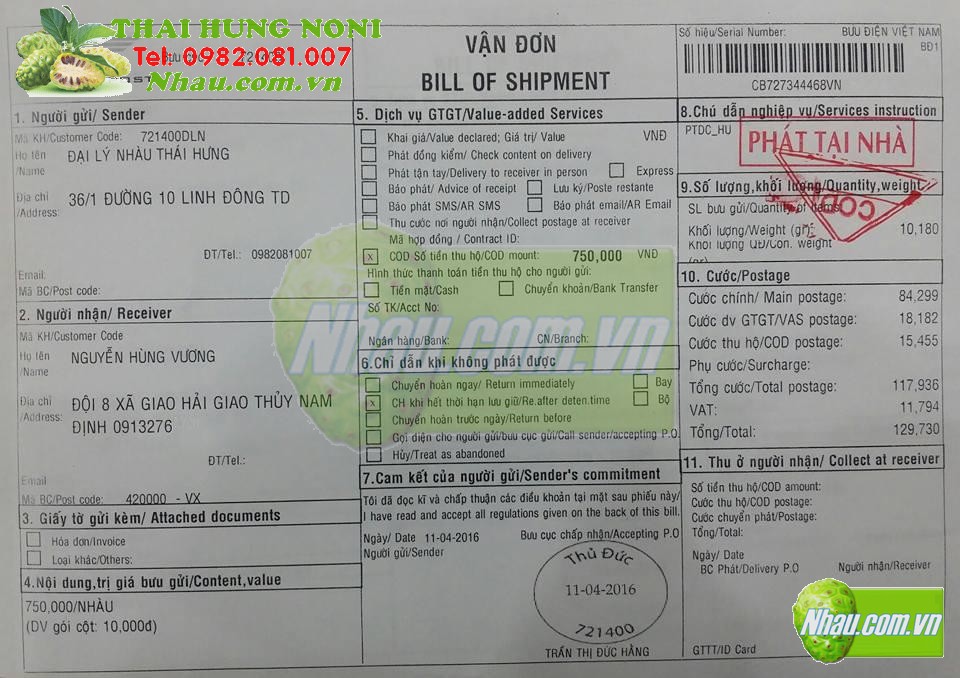 THAI HUNG NONI
Tel: 0982.081.007
Nhau.com.vn
VẬN ĐƠN
BILL OF SHIPMENT
Số hiệu/Serial Number:
BƯU ĐIỆN VIỆT NAM
BĐ1
CB727344468VN
1. Người gửi/ Sender
Mã KH/Customer Code: 721400DLN
Họ tên
/Name
ĐẠI LÝ NHÀU THÁI HƯNG
Địa chỉ
/Address:
36/1 ĐƯỜNG 10 LINH ĐÔNG TD
ĐT/Tel.: 0982081007
Email:
Mã BC/Post code:
2. Người nhận/ Receiver
Mã KH/Customer Code
Họ tên
/Name
NGUYỄN HÙNG VƯƠNG
Địa chỉ
/Address:
ĐỘI 8 XÃ GIAO HẢI GIAO THỦY NAM
ĐỊNH 0913276
ĐT/Tel.:
Email
Mã BC/Post code: 420000 - VX
3. Giấy tờ gửi kèm/ Attached documents
Hóa đơn/Invoice
Loại khác/Others:
4.Nội dung,trị giá bưu gửi/Content,value
750,000/NHÀU
(DV gói cột: 10,000đ)
5. Dịch vụ GTGT/Value-added Services
Khai giá/Value declared; Giá trị/ Value VNĐ
Phát đồng kiểm/ Check content on delivery
Phát tận tay/Delivery to receiver in person Express
Báo phát/ Advice of receipt Lưu ký/Poste restante
Báo phát SMS/AR SMS Báo phát email/AR Email
Thu cước nơi người nhận/Collect postage at receiver
Mã hợp đồng / Contract ID:
x COD Số tiền thu hộ/COD mount: 750,000 VNĐ
Hình thức thanh toán tiền thu hộ cho người gửi:
Tiền mặt/Cash Chuyển khoản/Bank Transfer
Số TK/Acct No:
Ngân hàng/Bank: CN/Branch:
Nhau.com.vn
6.Chỉ dẫn khi không phát được
Chuyển hoàn ngay/ Return immediately Bay
x CH khi hết thời hạn lưu giữ/Re.after deten.time Bộ
Chuyển hoàn trước ngày/Return before
Gọi điện cho người gửi/bưu cục gửi/Call sender/accepting P.O
Hủy/Treat as abandoned
7.Cam kết của người gửi/Sender's commitment
Tôi đã đọc kĩ và chấp thuận các điều khoản tại mặt sau phiếu này/
I have read and accept all regulations given on the back of this bill.
Ngày/ Date 11-04-2016 Bưu cục chấp nhận/Accepting P.O
Người gửi/Sender
Thủ Đức
11-04-2016
721400
TRẦN THỊ ĐỨC HẰNG
8.Chú dẫn nghiệp vụ/Services instruction
PTDC_HU
PHÁT TẠI NHÀ
9.Số lượng,khối lượng/Quantity,weight
COD
SL bưu gửi/Quantity of items
Khối lượng/Weight (gr): 10,180
Khối lượng QĐ/Con. weight
(gr)
10. Cước/Postage
Cước chính/ Main postage: 84,299
Cước dv GTGT/VAS postage: 18,182
Cước thu hộ/COD postage: 15,455
Phụ cước/Surcharge:
Tổng cước/Total postage: 117,936
VAT: 11,794
Tổng/Total: 129,730
11. Thu ở người nhận/ Collect at receiver
Số tiền thu hộ/COD amount:
Cước thu hộ/COD postage:
Cước chuyển phát/Postage:
Tổng/Total:
Ngày/ Date
BC Phát/Delivery P.O Người nhận/Receiver
Nhau.com.vn
GTTT/ID Card